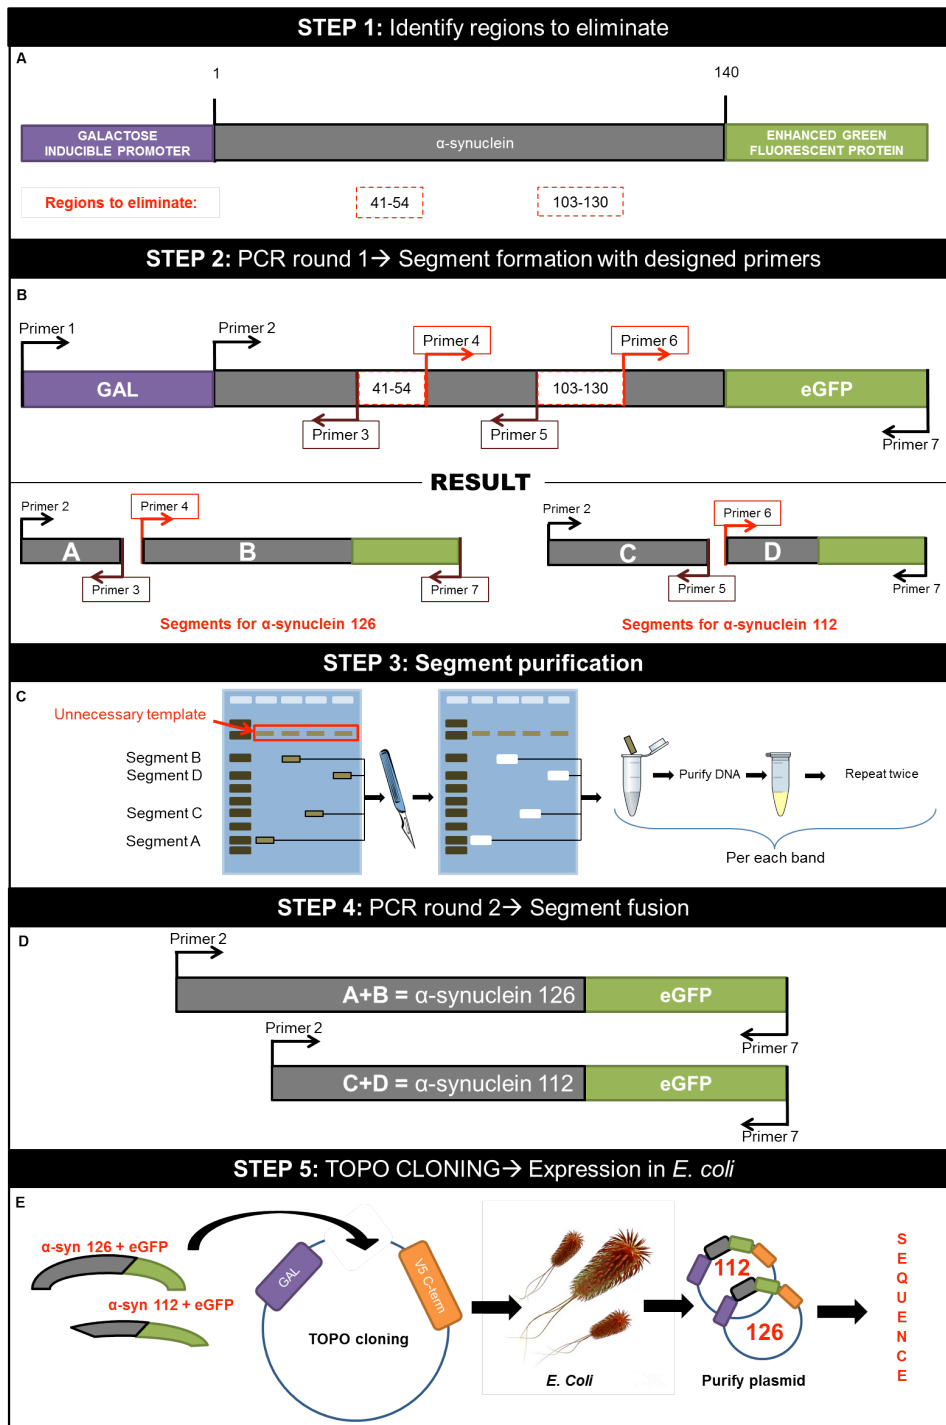 STEP 1: Identify regions to eliminate
A
1
140
GALACTOSE
INDUCIBLE PROMOTER
α-synuclein
ENHANCED GREEN
FLUORESCENT PROTEIN
Regions to eliminate:
41-54
103-130
STEP 2: PCR round 1→ Segment formation with designed primers
B
Primer 1
Primer 2
Primer 4
Primer 6
GAL
41-54
103-130
eGFP
Primer 3
Primer 5
Primer 7
RESULT
Primer 2
Primer 4
A
B
Primer 3
Primer 7
Segments for α-synuclein 126
Primer 2
Primer 6
C
D
Primer 5
Primer 7
Segments for α-synuclein 112
STEP 3: Segment purification
C
Unnecessary template
Segment B
Segment D
Segment C
Segment A
Purify DNA
Repeat twice
Per each band
STEP 4: PCR round 2→ Segment fusion
D
Primer 2
A+B = α-synuclein 126
eGFP
Primer 7
Primer 2
C+D = α-synuclein 112
eGFP
Primer 7
STEP 5: TOPO CLONING→ Expression in E. coli
E
α-syn 126 + eGFP
α-syn 112 + eGFP
GAL
V5 C-term
TOPO cloning
E. Coli
112
126
Purify plasmid
SEQUENCE